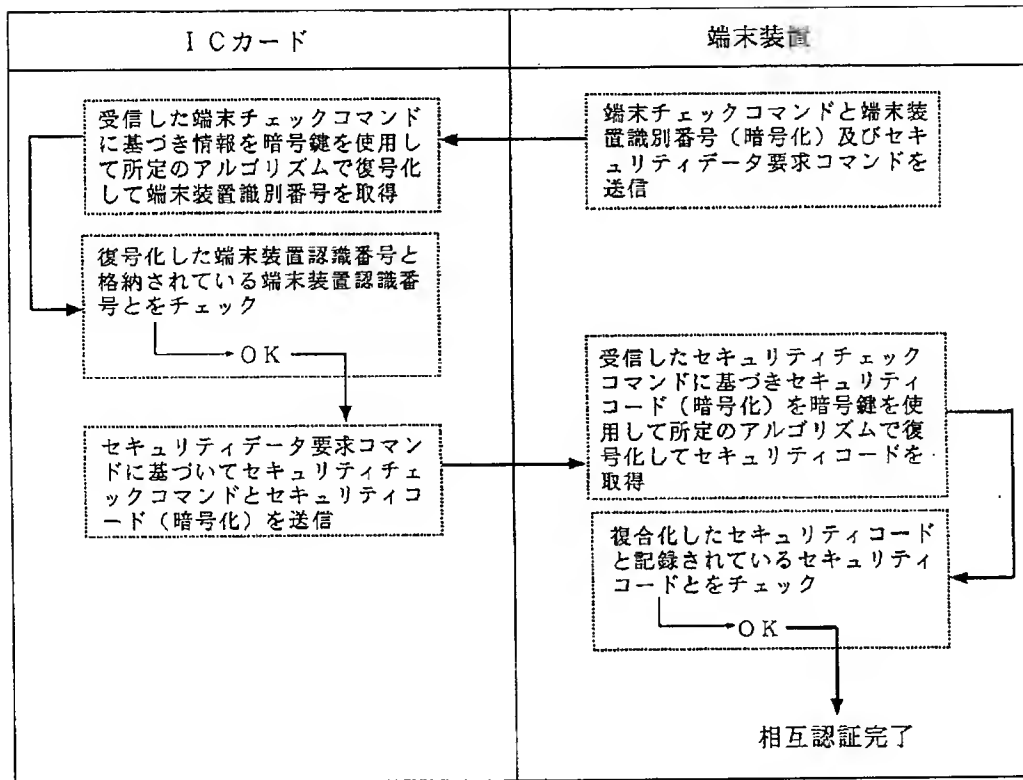 ICカード
端末装置
受信した端末チェックコマンド
に基づき情報を暗号鍵を使用し
て所定のアルゴリズムで復号化
して端末装置識別番号を取得
端末チェックコマンドと端末装
置識別番号（暗号化）及びセキ
ュリティデータ要求コマンドを
送信
復号化した端末装置認識番号と
格納されている端末装置認識番
号とをチェック
OK
セキュリティデータ要求コマン
ドに基づいてセキュリティチェ
ックコマンドとセキュリティコ
ード（暗号化）を送信
受信したセキュリティチェック
コマンドに基づきセキュリティ
コード（暗号化）を暗号鍵を使
用して所定のアルゴリズムで復
号化してセキュリティコードを
取得
複合化したセキュリティコード
と記録されているセキュリティ
コードとをチェック
OK
相互認証完了